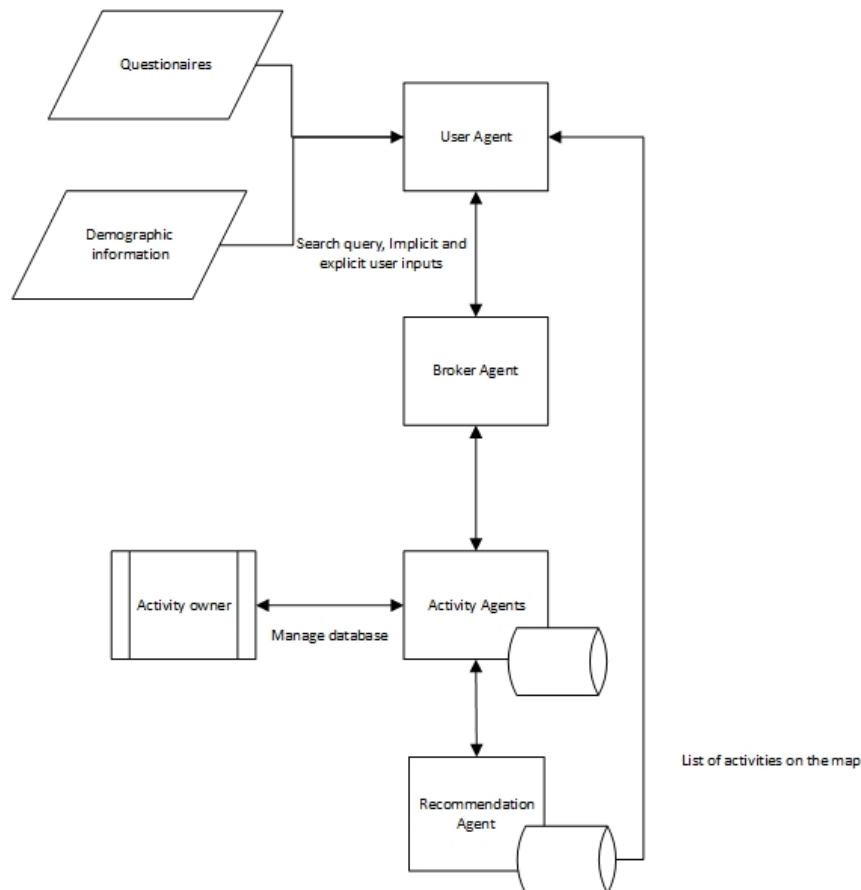 Questionaires
User Agent
Demographic
information
Search query, Implicit and
explicit user inputs
Broker Agent
Activity owner
Activity Agents
Manage database
List of activities on the map
Recommendation
Agent